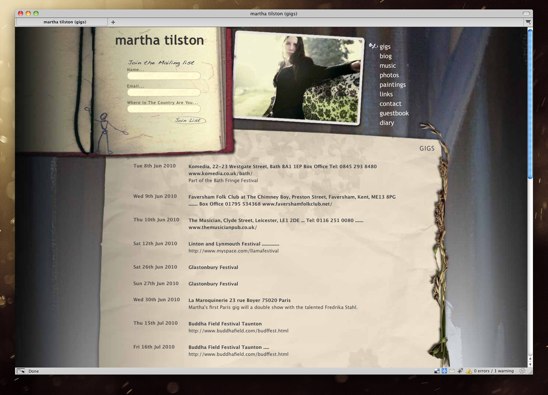 martha tilston (gigs)
martha tilston (gigs)
martha tilston
Join the Mailing list
Name...
Email...
Where in The Country Are You...
Join List
gigs
blog
music
photos
paintings
links
contact
guestbook
diary
GIGS
Tue 8th Jun 2010
Komedia, 22-23 Westgate Street, Bath BA1 1EP Box Office Tel: 0845 293 8480
www.komedia.co.uk/bath/
Part of the Bath Fringe Festival
Wed 9th Jun 2010
Faversham Folk Club at The Chimney Boy, Preston Street, Faversham, Kent, ME13 8PG
....... Box Office 01795 534368 www.favershamfolkclub.net/
Thu 10th Jun 2010
The Musician, Clyde Street, Leicester, LE1 2DE ... Tel: 0116 251 0080 ......
www.themusicianpub.co.uk/
Sat 12th Jun 2010
Linton and Lynmouth Festival .............
http://www.myspace.com/llamafestival
Sat 26th Jun 2010
Glastonbury Festival
Sun 27th Jun 2010
Glastonbury Festival
Wed 30th Jun 2010
La Maroquinerie 23 rue Boyer 75020 Paris
Martha's first Paris gig will a double show with the talented Fredrika Stahl.
Thu 15th Jul 2010
Buddha Field Festival Taunton
http://www.buddhafield.com/budffest.html
Fri 16th Jul 2010
Buddha Field Festival Taunton ....
http://www.buddhafield.com/budffest.html
Done
0 errors / 1 warning